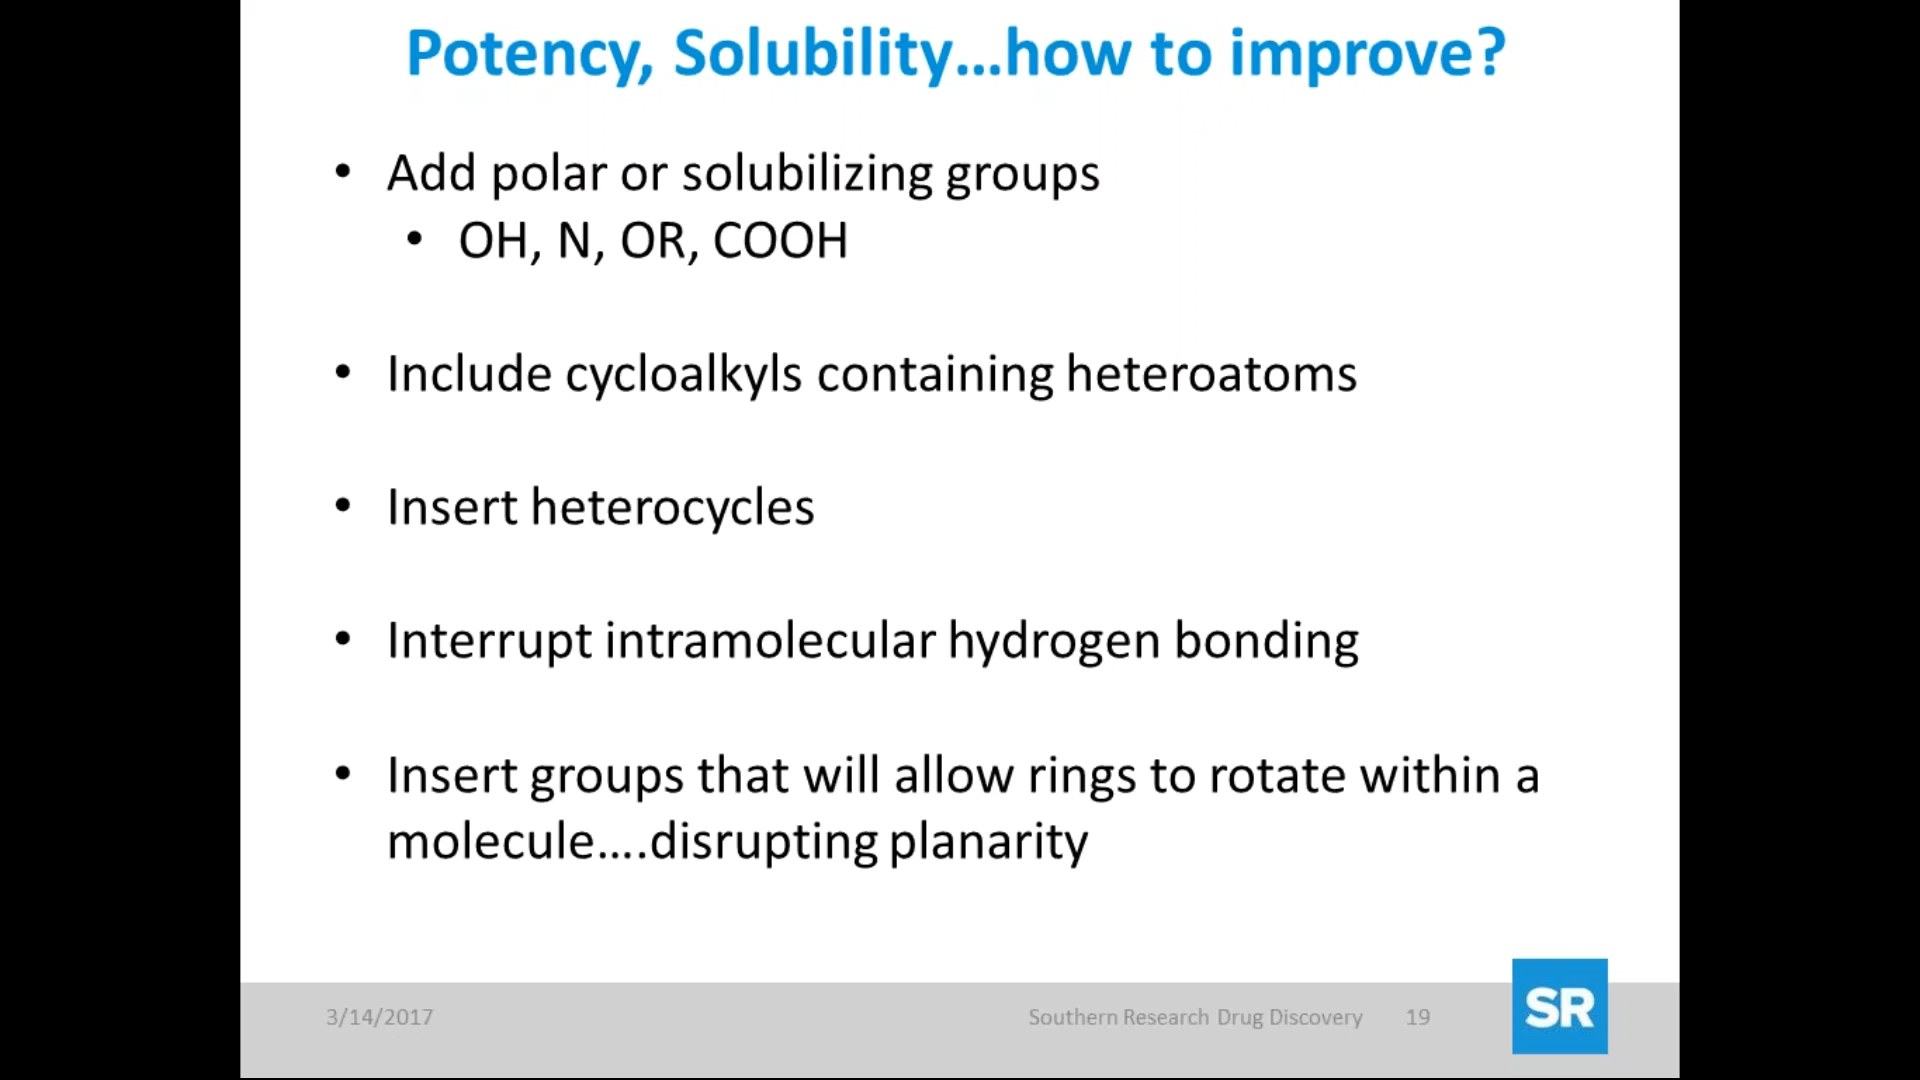 Potency, Solubility...how to improve?
• Add polar or solubilizing groups
• OH, N, OR, COOH
• Include cycloalkyls containing heteroatoms
• Insert heterocycles
• Interrupt intramolecular hydrogen bonding
• Insert groups that will allow rings to rotate within a
molecule....disrupting planarity
3/14/2017
Southern Research Drug Discovery
19
SR